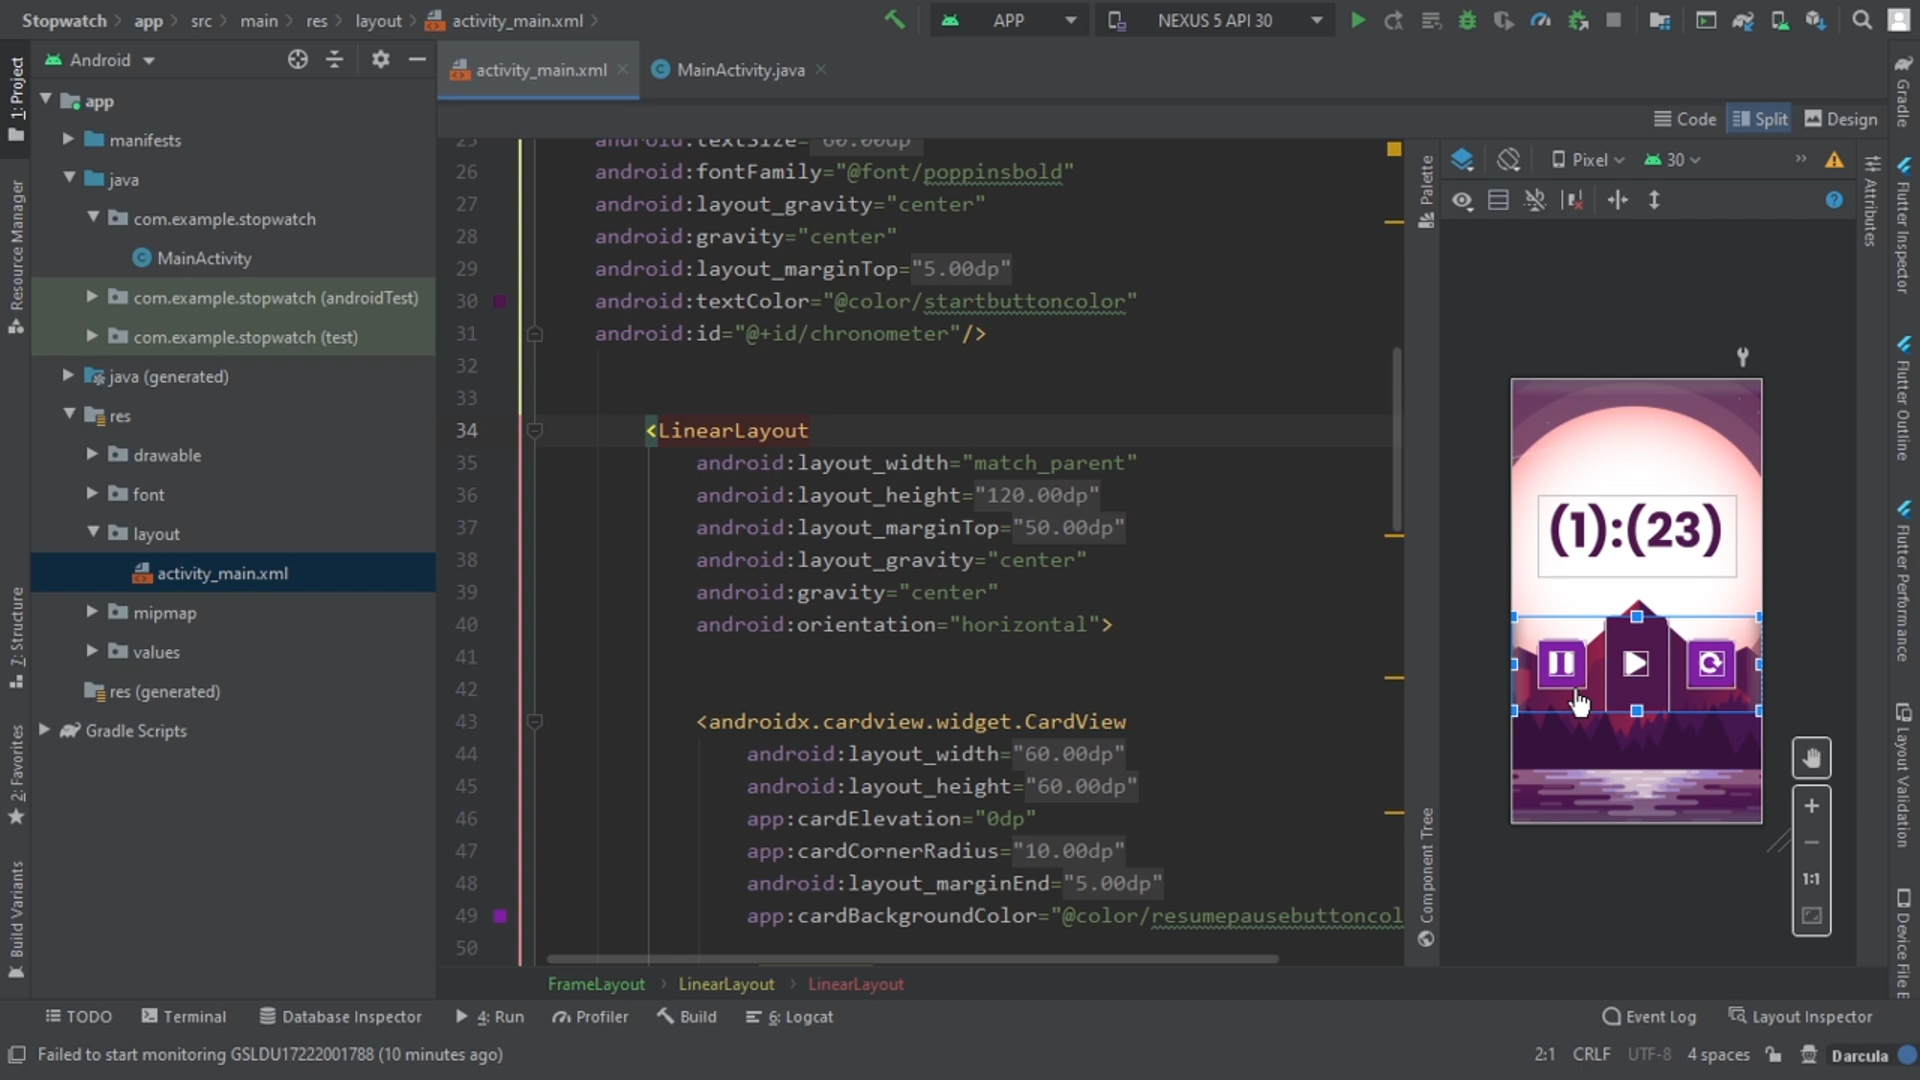 Stopwatch app src main res layout activity_main.xml APP NEXUS 5 API 30
Android
activity_main.xml MainActivity.java
Code Split Design
1: Project
Resource Manager
7: Structure
2: Favorites
Build Variants
app
manifests
java
com.example.stopwatch
MainActivity
com.example.stopwatch (androidTest)
com.example.stopwatch (test)
java (generated)
res
drawable
font
layout
activity_main.xml
mipmap
values
res (generated)
Gradle Scripts
25 android:textSize="60.00dp"
26 android:fontFamily="@font/poppinsbold"
27 android:layout_gravity="center"
28 android:gravity="center"
29 android:layout_marginTop="5.00dp"
30 android:textColor="@color/startbuttoncolor"
31 android:id="@+id/chronometer"/>
32
33
34 <LinearLayout
35 android:layout_width="match_parent"
36 android:layout_height="120.00dp"
37 android:layout_marginTop="50.00dp"
38 android:layout_gravity="center"
39 android:gravity="center"
40 android:orientation="horizontal">
41
42
43 <androidx.cardview.widget.CardView
44 android:layout_width="60.00dp"
45 android:layout_height="60.00dp"
46 app:cardElevation="0dp"
47 app:cardCornerRadius="10.00dp"
48 android:layout_marginEnd="5.00dp"
49 app:cardBackgroundColor="@color/resumepausebuttoncol
50
FrameLayout LinearLayout LinearLayout
Palette
Component Tree
Pixel 30
(1):(23)
1:1
Attributes
Gradle
Flutter Inspector
Flutter Outline
Flutter Performance
Layout Validation
Device File E
TODO Terminal Database Inspector 4: Run Profiler Build 6: Logcat Event Log Layout Inspector
Failed to start monitoring GSLDU17222001788 (10 minutes ago) 2:1 CRLF UTF-8 4 spaces Darcula